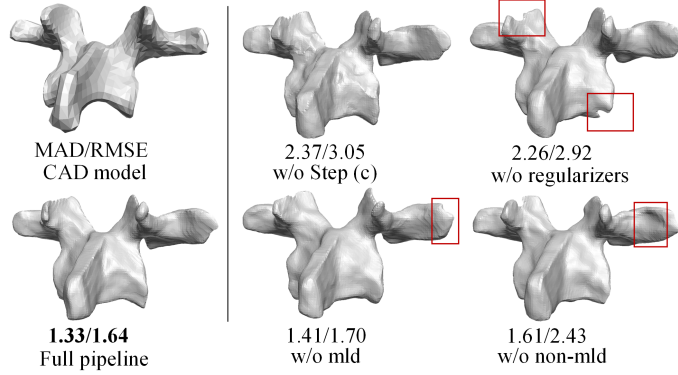 MAD/RMSE
CAD model
2.37/3.05
w/o Step (c)
2.26/2.92
w/o regularizers
1.33/1.64
Full pipeline
1.41/1.70
w/o mld
1.61/2.43
w/o non-mld